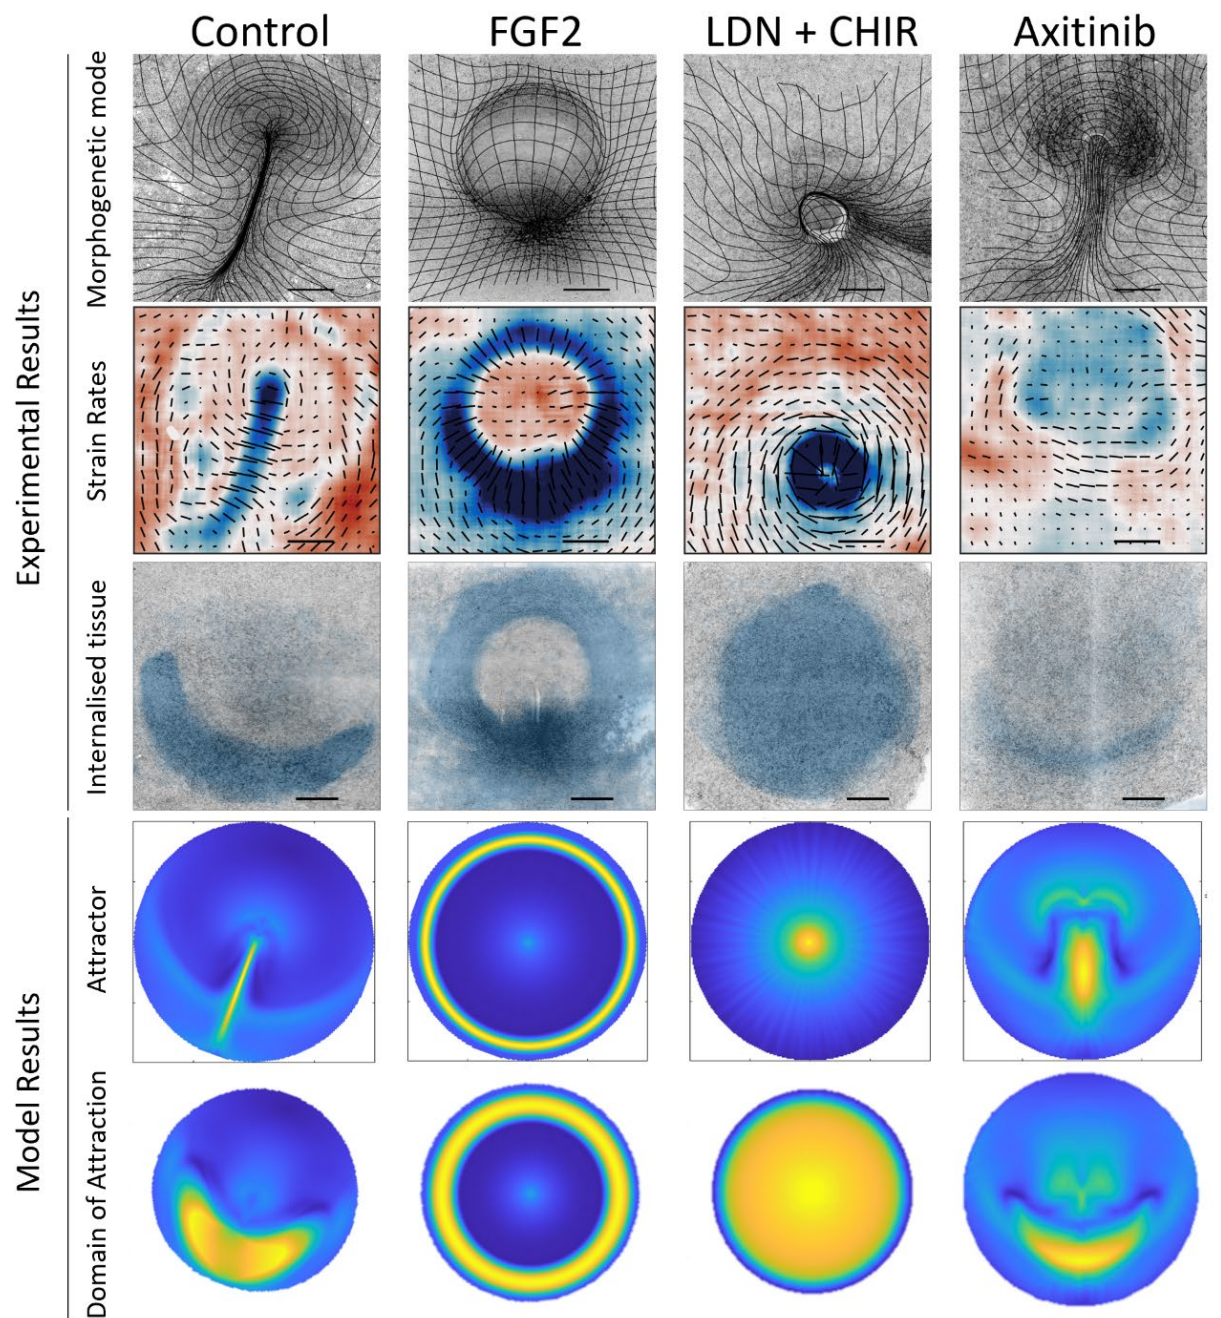 Control FGF2 LDN + CHIR Axitinib
Experimental Results
Morphogenetic mode
Strain Rates
Internalised tissue
Model Results
Attractor
Domain of Attraction